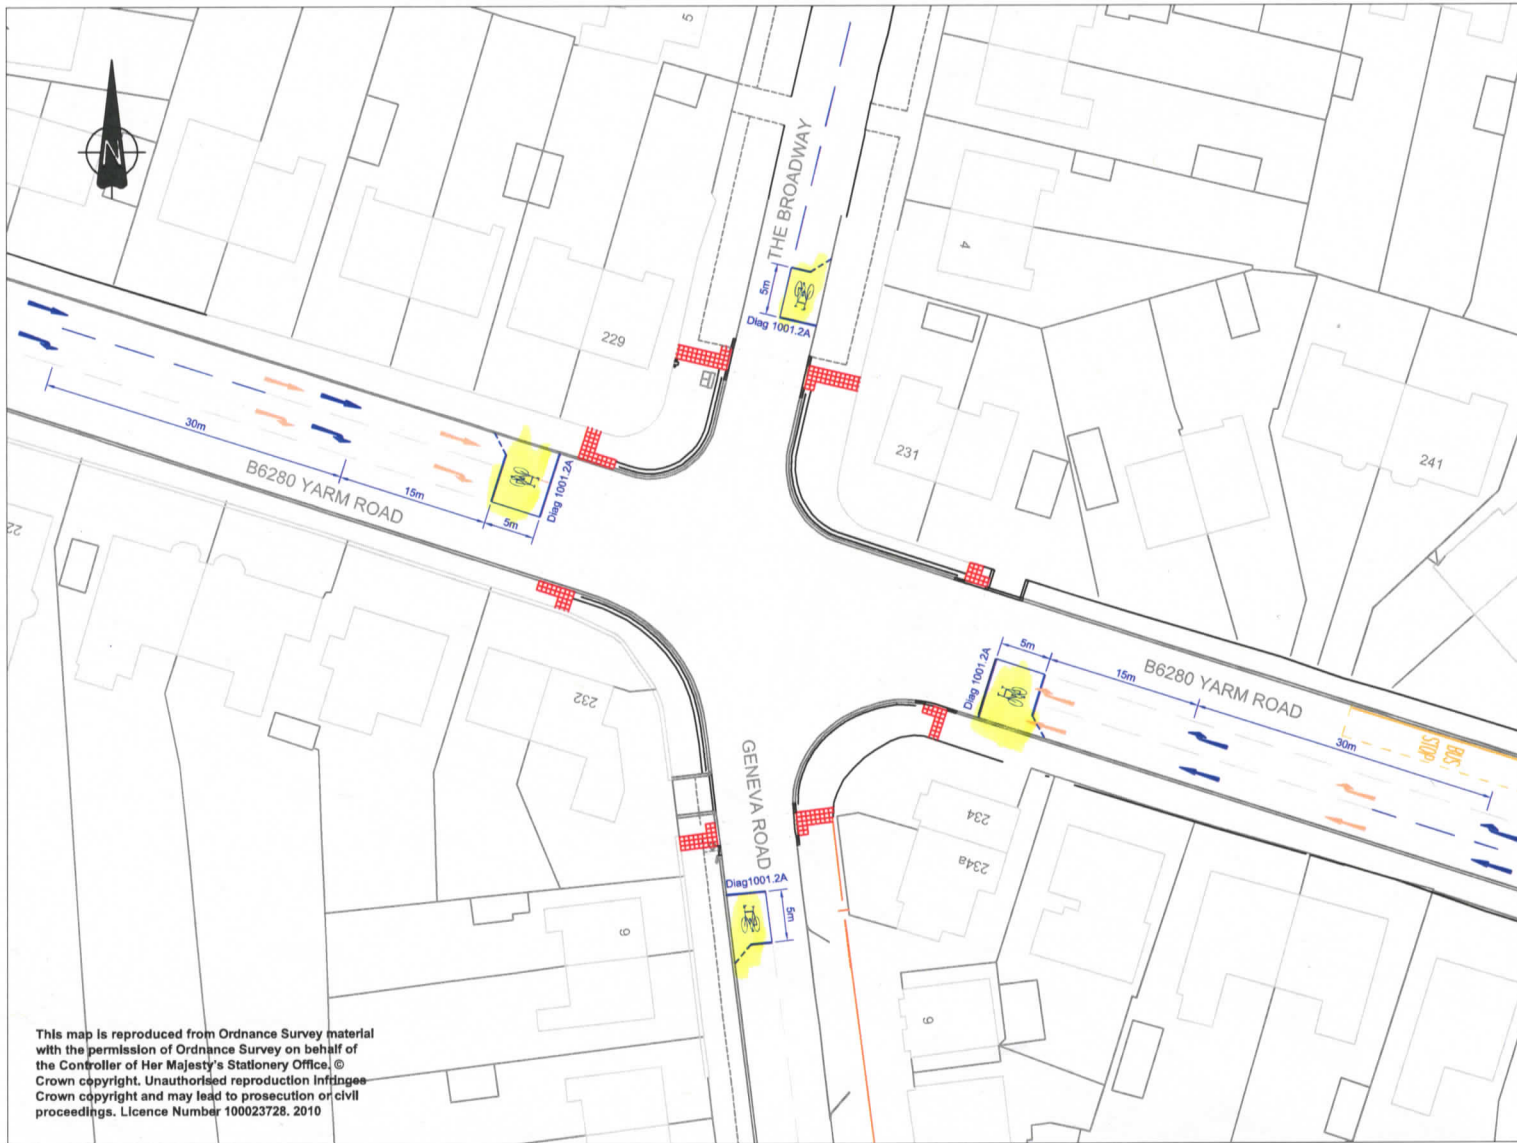 5
N
THE BROADWAY
4
5m
Diag 1001.2A
229
231
241
30m
15m
5m
Diag 1001.2A
B6280 YARM ROAD
22
232
5m
15m
30m
Diag 1001.2A
B6280 YARM ROAD
BUS
STOP
GENEVA ROAD
234
234a
Diag1001.2A
5m
9
9
This map is reproduced from Ordnance Survey material
with the permission of Ordnance Survey on behalf of
the Controller of Her Majesty's Stationery Office. ©
Crown copyright. Unauthorised reproduction infringes
Crown copyright and may lead to prosecution or civil
proceedings. Licence Number 100023728. 2010